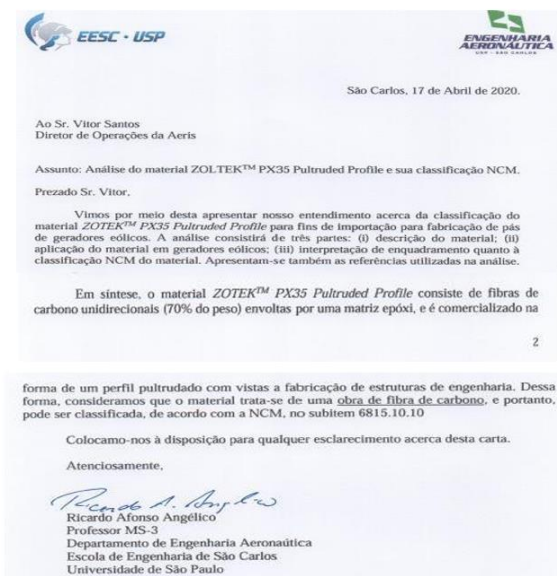 EESC · USP
ENGENHARIA
AERONÁUTICA
USP - SÃO CARLOS
São Carlos, 17 de Abril de 2020.
Ao Sr. Vitor Santos
Diretor de Operações da Aeris
Assunto: Análise do material ZOLTEK™ PX35 Pultruded Profile e sua classificação NCM.
Prezado Sr. Vitor,
Vimos por meio desta apresentar nosso entendimento acerca da classificação do
material ZOTEK™ PX35 Pultruded Profile para fins de importação para fabricação de pás
de geradores eólicos. A análise consistirá de três partes: (i) descrição do material; (ii)
aplicação do material em geradores eólicos; (iii) interpretação de enquadramento quanto à
classificação NCM do material. Apresentam-se também as referências utilizadas na análise.
Em síntese, o material ZOTEK™ PX35 Pultruded Profile consiste de fibras de
carbono unidirecionais (70% do peso) envoltas por uma matriz epóxi, e é comercializado na
2
forma de um perfil pultrudado com vistas a fabricação de estruturas de engenharia. Dessa
forma, consideramos que o material trata-se de uma obra de fibra de carbono, e portanto,
pode ser classificada, de acordo com a NCM, no subitem 6815.10.10
Colocamo-nos à disposição para qualquer esclarecimento acerca desta carta.
Atenciosamente,
Ricardo A. Angélico
Ricardo Afonso Angélico
Professor MS-3
Departamento de Engenharia Aeronaútica
Escola de Engenharia de São Carlos
Universidade de São Paulo